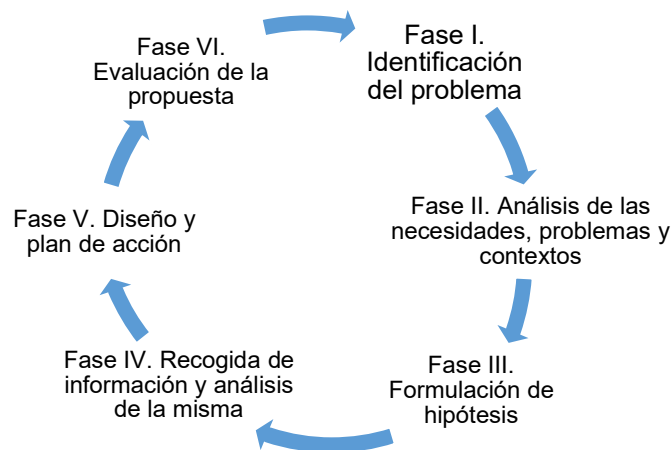 Fase I.
Identificación
del problema
Fase II. Análisis de las
necesidades, problemas y
contextos
Fase III.
Formulación de
hipótesis
Fase IV. Recogida de
información y análisis
de la misma
Fase V. Diseño y
plan de acción
Fase VI.
Evaluación de la
propuesta